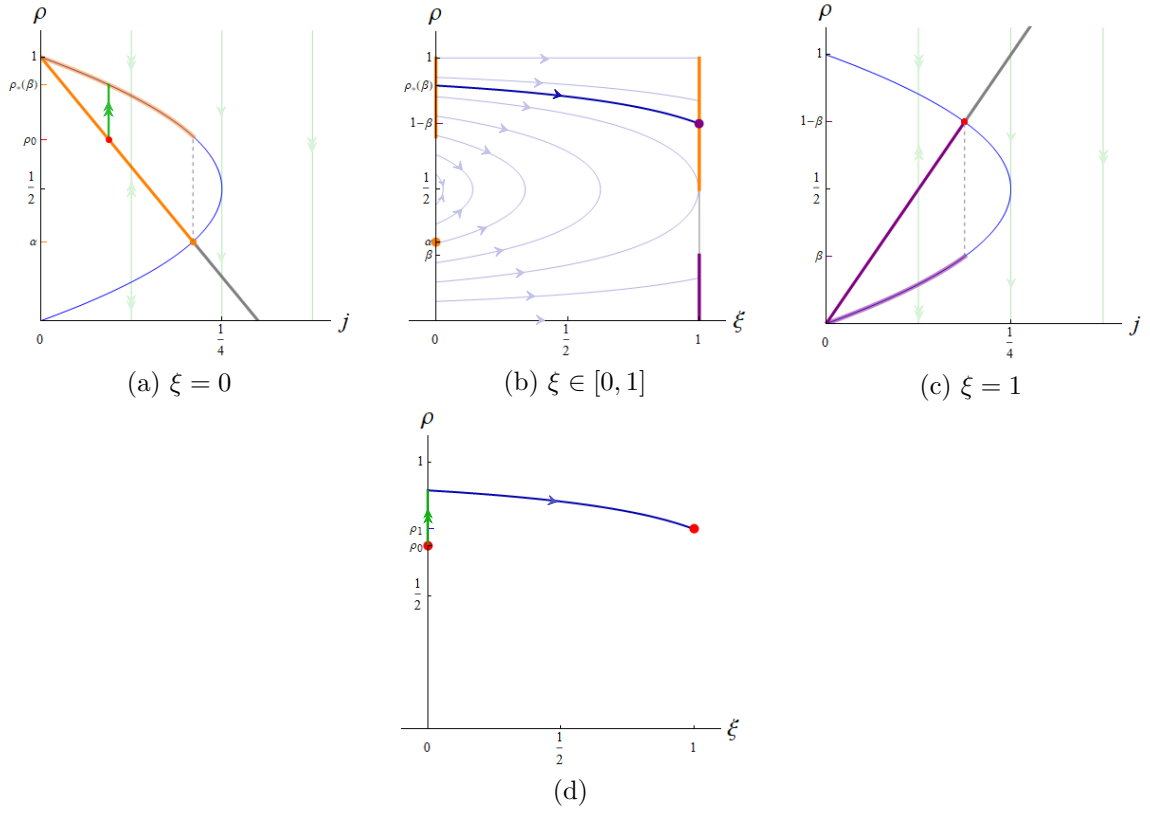 ρ
1
ρ*(β)
ρ0
1/2
α
0
1/4
j
(a) ξ = 0
ρ
1
ρ*(β)
1-β
1/2
α
β
0
1/2
1
ξ
(b) ξ ∈ [0, 1]
ρ
1
1-β
1/2
β
0
1/4
j
(c) ξ = 1
ρ
1
ρ1
ρ0
1/2
0
1/2
1
ξ
(d)